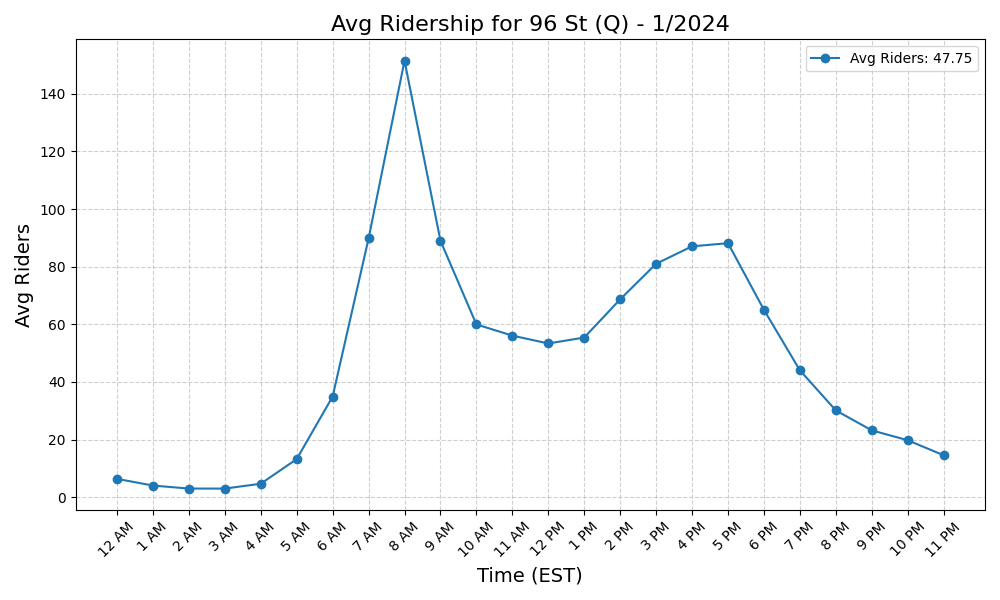 Avg Ridership for 96 St (Q) - 1/2024
Avg Riders: 47.75
Avg Riders
140
120
100
80
60
40
20
0
12 AM
1 AM
2 AM
3 AM
4 AM
5 AM
6 AM
7 AM
8 AM
9 AM
10 AM
11 AM
12 PM
1 PM
2 PM
3 PM
4 PM
5 PM
6 PM
7 PM
8 PM
9 PM
10 PM
11 PM
Time (EST)